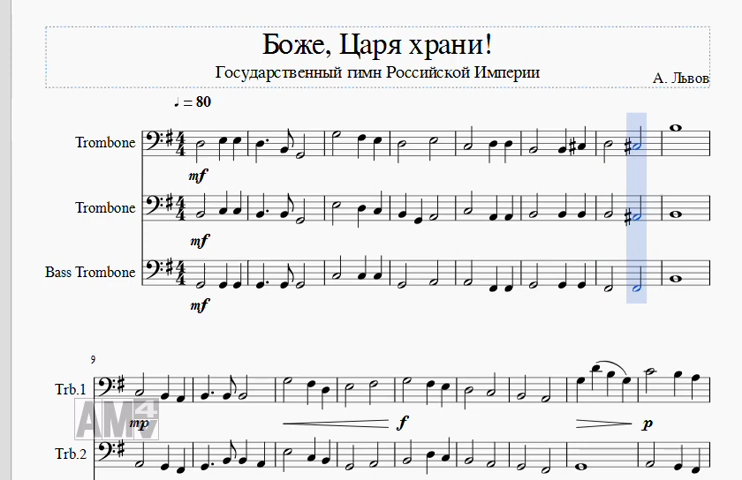 Боже, Царя храни!
Государственный гимн Российской Империи
А. Львов
♩ = 80
Trombone
mf
Trombone
mf
Bass Trombone
mf
9
Trb.1
mp
f
p
AM4V
Trb.2